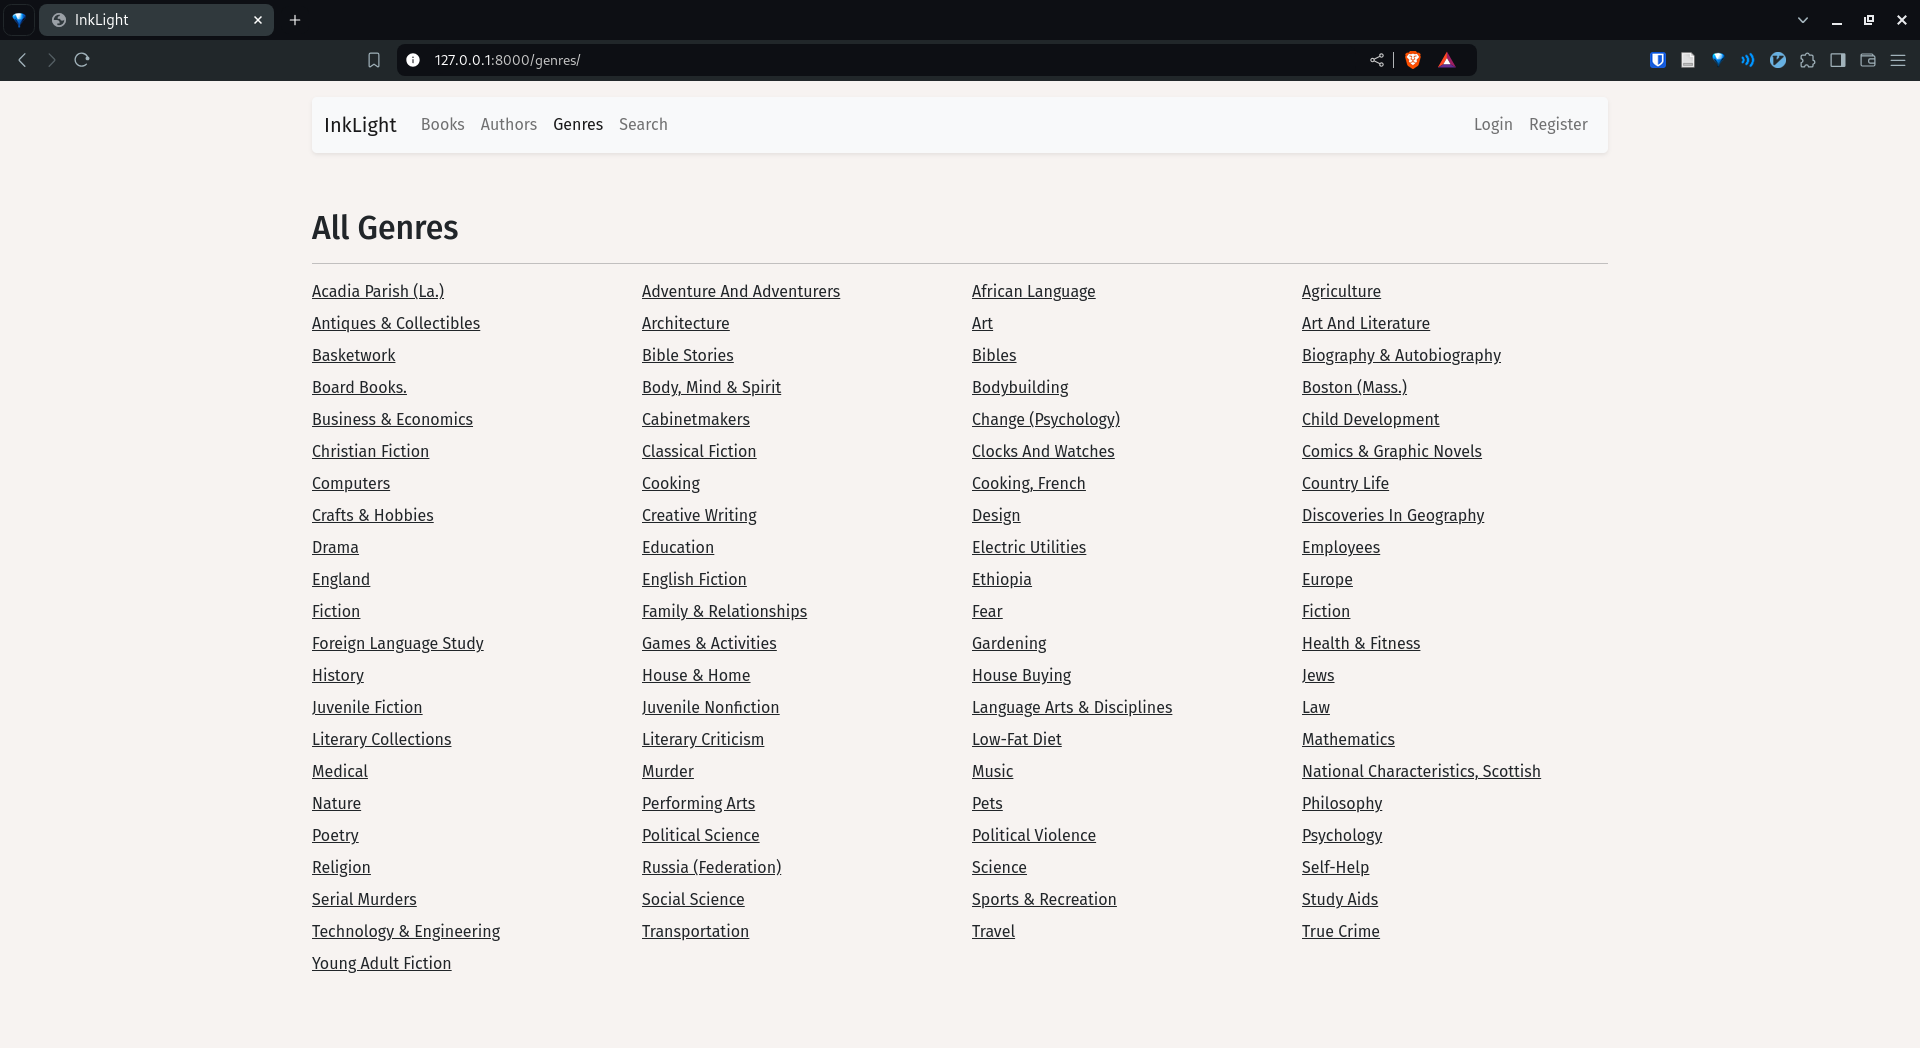 InkLight
127.0.0.1:8000/genres/
InkLight Books Authors Genres Search Login Register
All Genres
Acadia Parish (La.) Adventure And Adventurers African Language Agriculture
Antiques & Collectibles Architecture Art Art And Literature
Basketwork Bible Stories Bibles Biography & Autobiography
Board Books. Body, Mind & Spirit Bodybuilding Boston (Mass.)
Business & Economics Cabinetmakers Change (Psychology) Child Development
Christian Fiction Classical Fiction Clocks And Watches Comics & Graphic Novels
Computers Cooking Cooking, French Country Life
Crafts & Hobbies Creative Writing Design Discoveries In Geography
Drama Education Electric Utilities Employees
England English Fiction Ethiopia Europe
Fiction Family & Relationships Fear Fiction
Foreign Language Study Games & Activities Gardening Health & Fitness
History House & Home House Buying Jews
Juvenile Fiction Juvenile Nonfiction Language Arts & Disciplines Law
Literary Collections Literary Criticism Low-Fat Diet Mathematics
Medical Murder Music National Characteristics, Scottish
Nature Performing Arts Pets Philosophy
Poetry Political Science Political Violence Psychology
Religion Russia (Federation) Science Self-Help
Serial Murders Social Science Sports & Recreation Study Aids
Technology & Engineering Transportation Travel True Crime
Young Adult Fiction